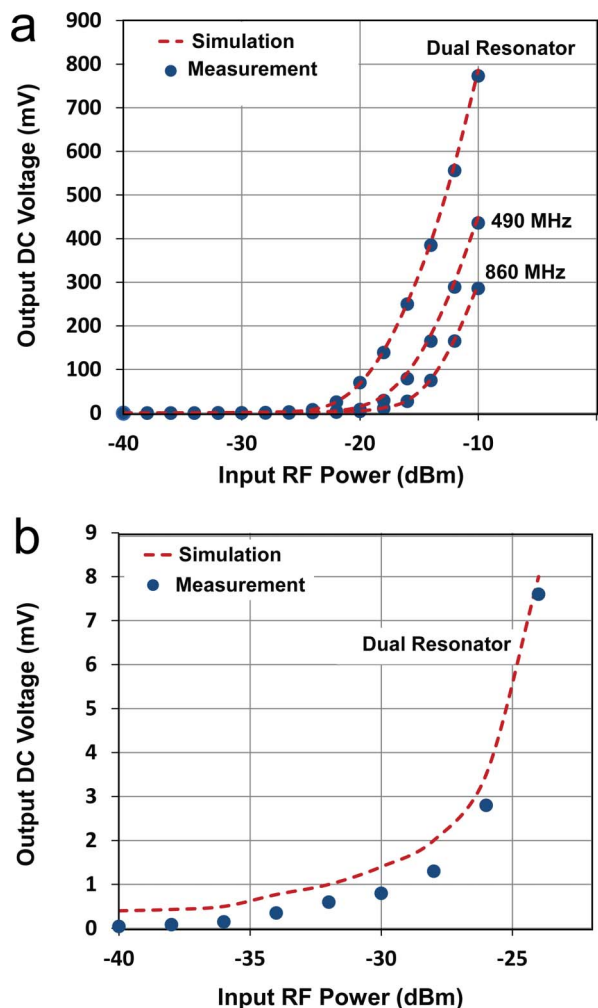 a
900
800
700
600
500
400
300
200
100
0
Output DC Voltage (mV)
Simulation
Measurement
Dual Resonator
490 MHz
860 MHz
-40
-30
-20
-10
Input RF Power (dBm)
b
9
8
7
6
5
4
3
2
1
0
Output DC Voltage (mV)
Simulation
Measurement
Dual Resonator
-40
-35
-30
-25
Input RF Power (dBm)